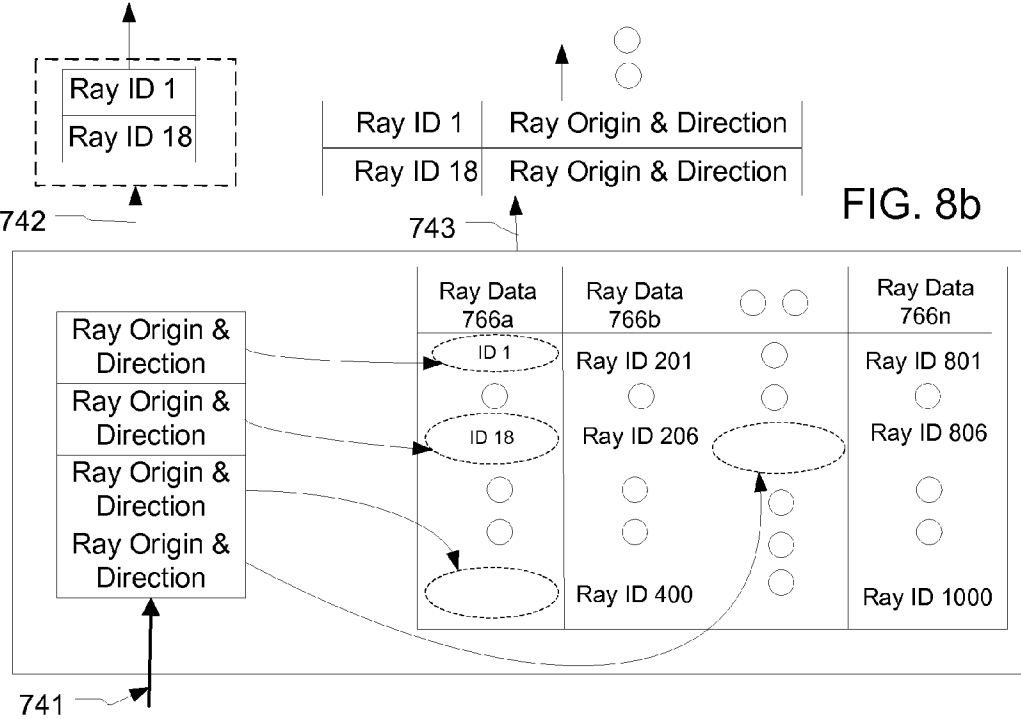 Ray ID 1
Ray ID 18
742
Ray ID 1 Ray Origin & Direction
Ray ID 18 Ray Origin & Direction
743
FIG. 8b
Ray Origin &
Direction
Ray Origin &
Direction
Ray Origin &
Direction
Ray Origin &
Direction
741
Ray Data
766a
Ray Data
766b
Ray Data
766n
ID 1
Ray ID 201
Ray ID 801
ID 18
Ray ID 206
Ray ID 806
Ray ID 400
Ray ID 1000